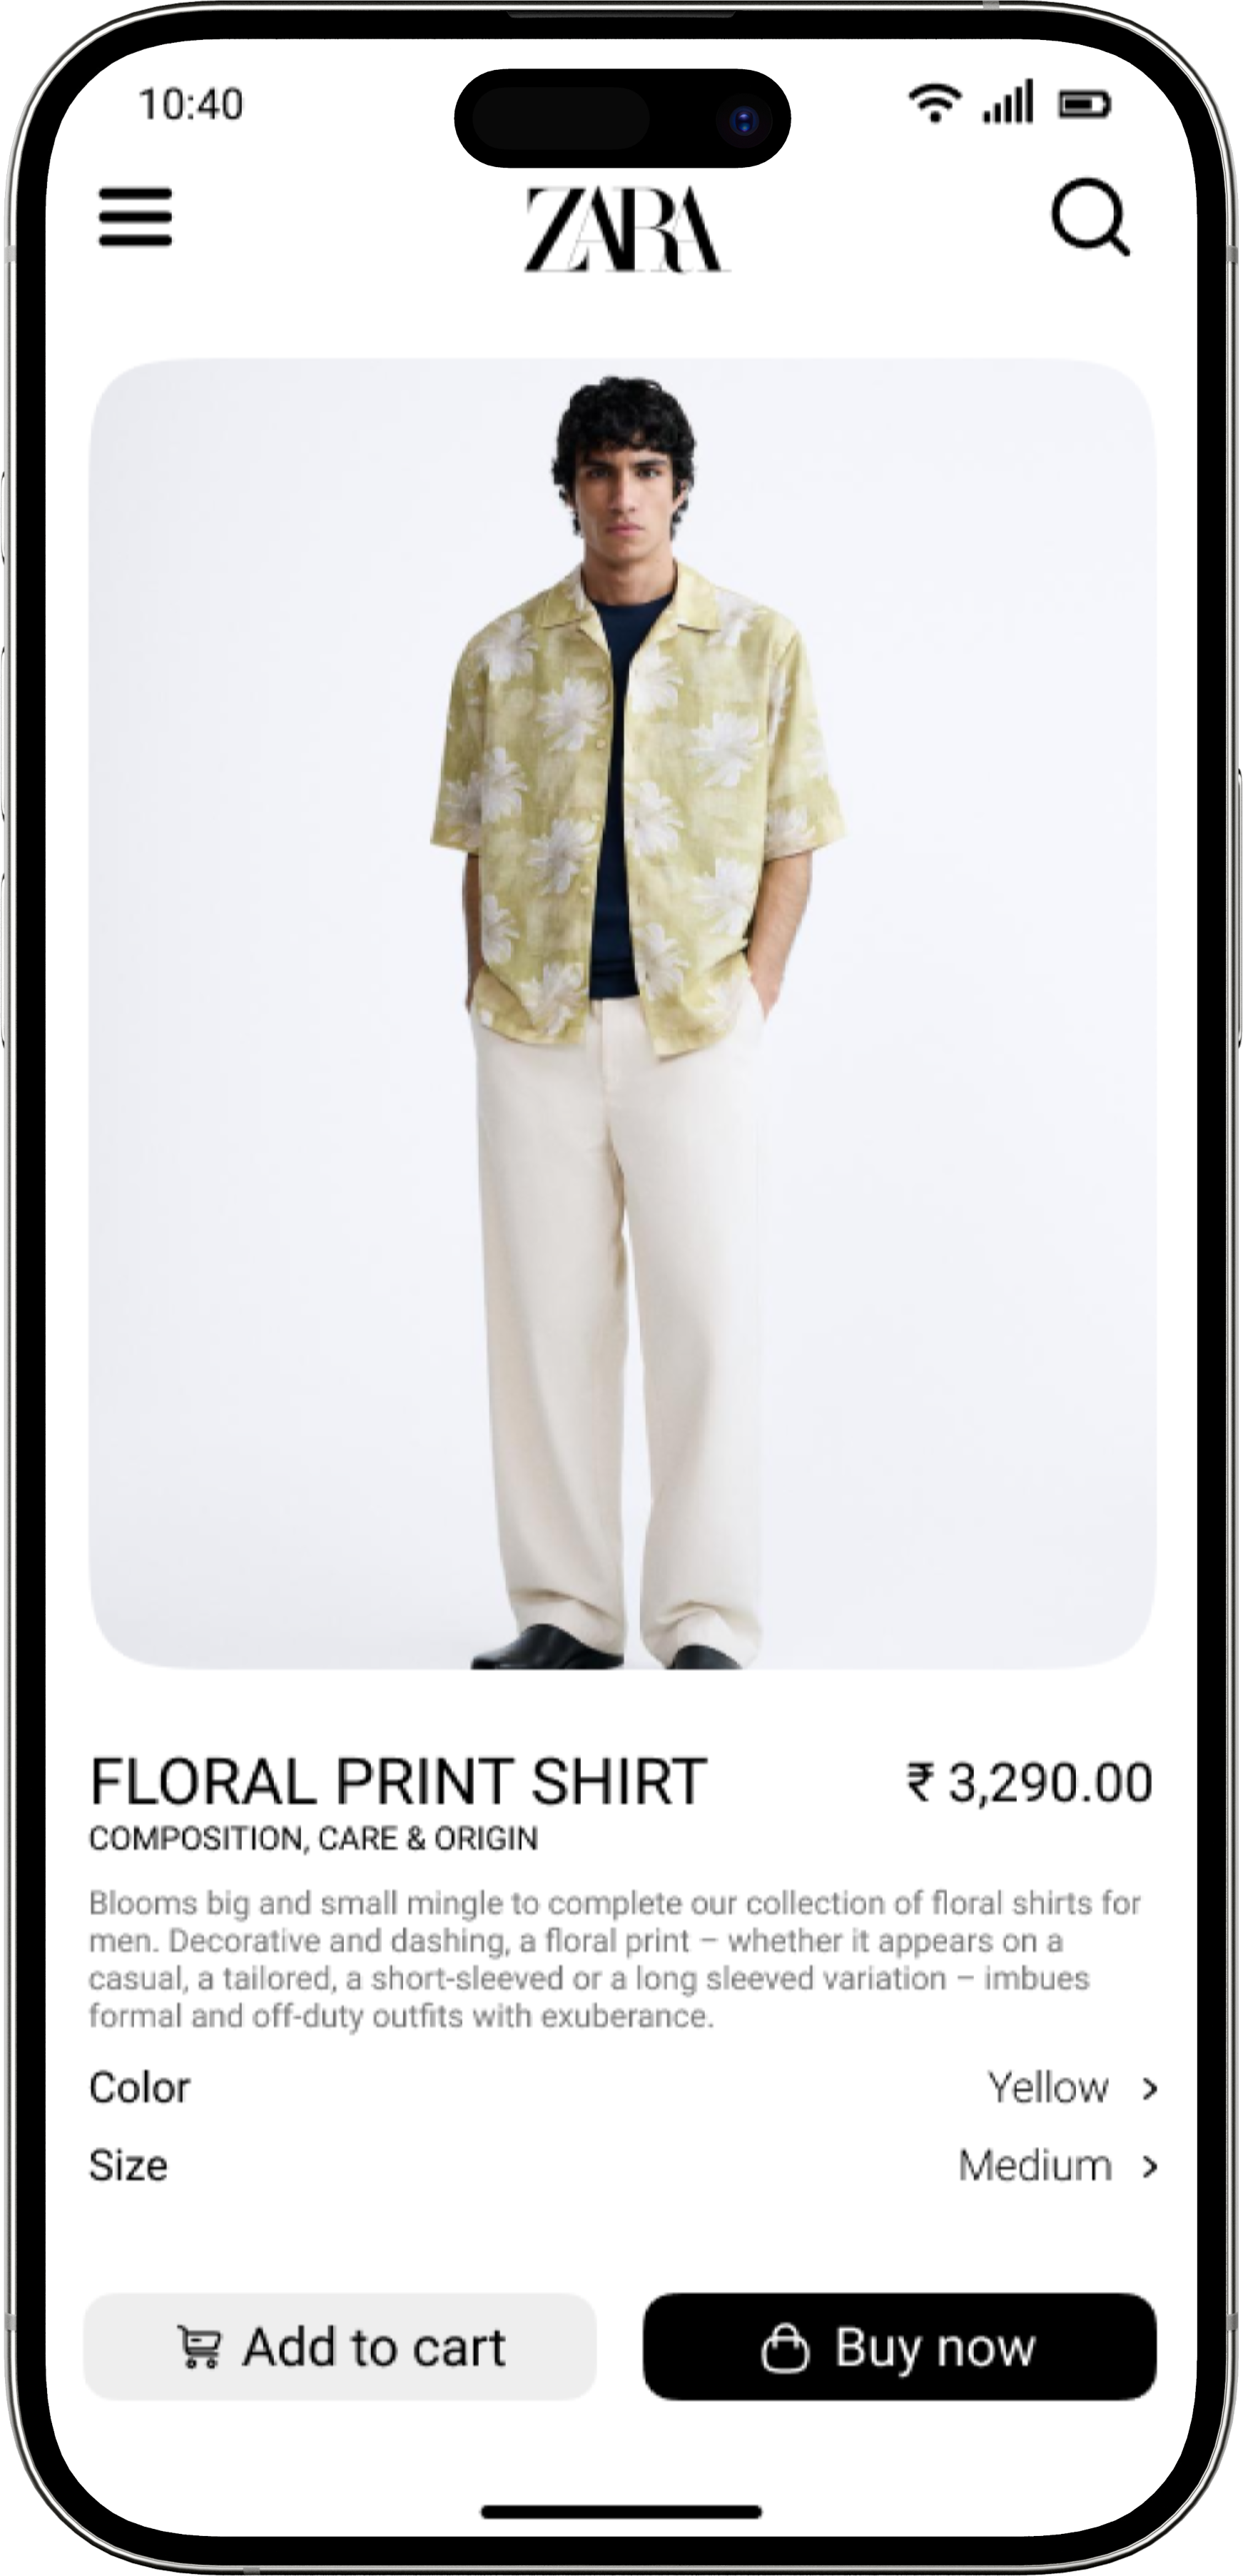 10:40
ZARA
FLORAL PRINT SHIRT
₹ 3,290.00
COMPOSITION, CARE & ORIGIN
Blooms big and small mingle to complete our collection of floral shirts for
men. Decorative and dashing, a floral print – whether it appears on a
casual, a tailored, a short-sleeved or a long sleeved variation – imbues
formal and off-duty outfits with exuberance.
Color
Yellow >
Size
Medium >
Add to cart
Buy now